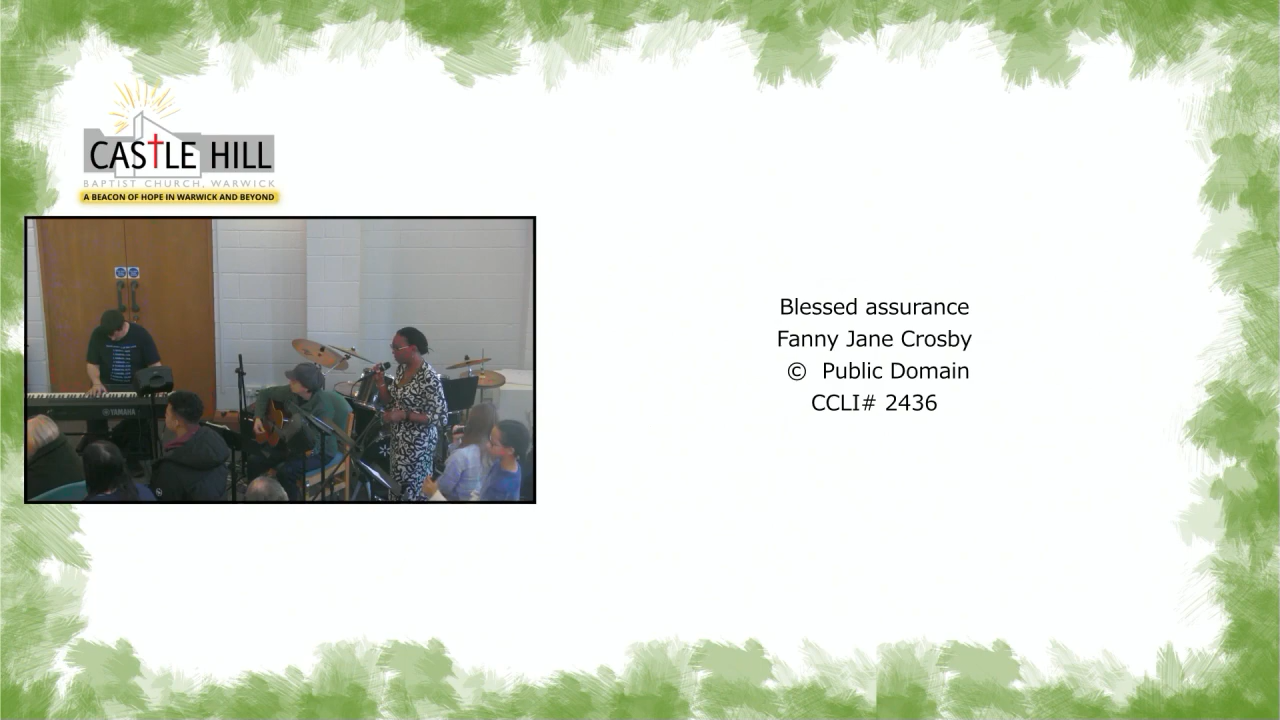 CASTLE HILL
BAPTIST CHURCH, WARWICK
A BEACON OF HOPE IN WARWICK AND BEYOND
YAMAHA
Blessed assurance
Fanny Jane Crosby
© Public Domain
CCLI# 2436